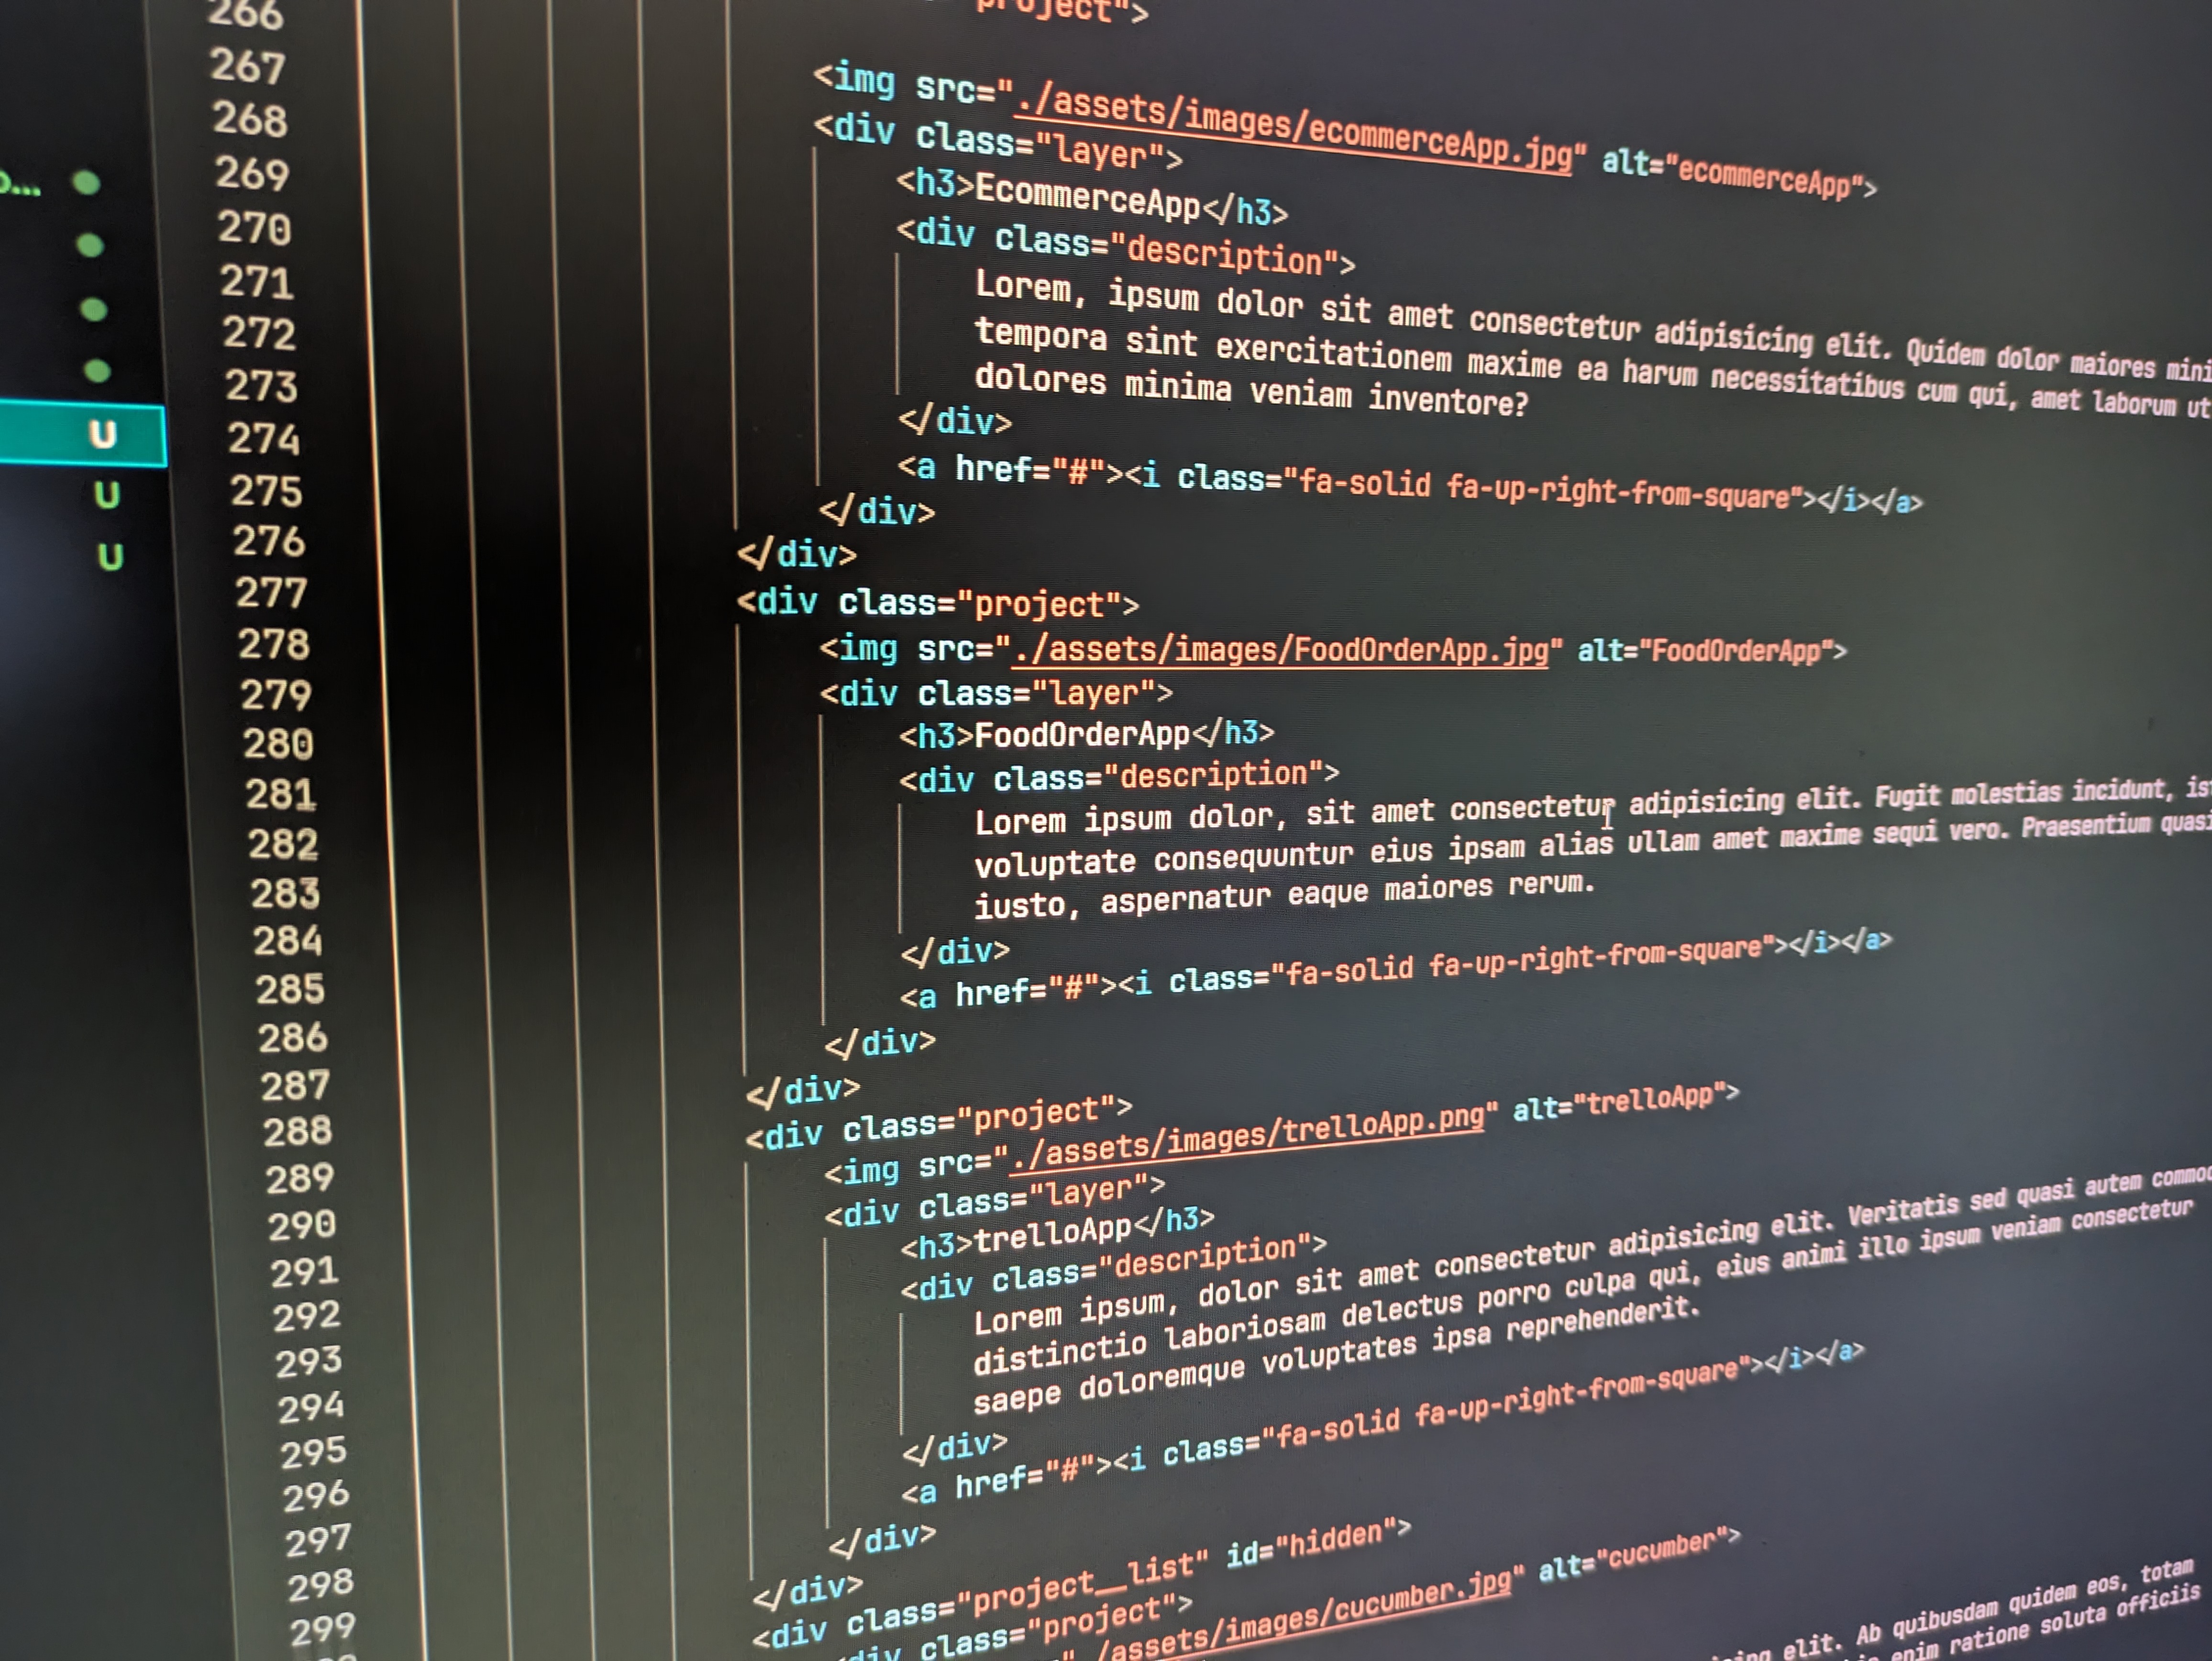 266
267
268
269
270
271
272
273
274
275
276
277
278
279
280
281
282
283
284
285
286
287
288
289
290
291
292
293
294
295
296
297
298
299
U
U
U
project">
<img src="./assets/images/ecommerceApp.jpg" alt="ecommerceApp">
<div class="layer">
<h3>EcommerceApp</h3>
<div class="description">
Lorem, ipsum dolor sit amet consectetur adipisicing elit. Quidem dolor maiores mini
tempora sint exercitationem maxime ea harum necessitatibus cum qui, amet laborum ut
dolores minima veniam inventore?
</div>
<a href="#"><i class="fa-solid fa-up-right-from-square"></i></a>
</div>
</div>
<div class="project">
<img src="./assets/images/FoodOrderApp.jpg" alt="FoodOrderApp">
<div class="layer">
<h3>FoodOrderApp</h3>
<div class="description">
Lorem ipsum dolor, sit amet consectetur adipisicing elit. Fugit molestias incidunt, ist
voluptate consequuntur eius ipsam alias ullam amet maxime sequi vero. Praesentium quasi
iusto, aspernatur eaque maiores rerum.
</div>
<a href="#"><i class="fa-solid fa-up-right-from-square"></i></a>
</div>
</div>
<div class="project">
<img src="./assets/images/trelloApp.png" alt="trelloApp">
<div class="layer">
<h3>trelloApp</h3>
<div class="description">
Lorem ipsum, dolor sit amet consectetur adipisicing elit. Veritatis sed quasi autem commod
distinctio laboriosam delectus porro culpa qui, eius animi illo ipsum veniam consectetur
saepe doloremque voluptates ipsa reprehenderit.
</div>
<a href="#"><i class="fa-solid fa-up-right-from-square"></i></a>
</div>
</div>
<div class="project__list" id="hidden">
<div class="project">
/assets/images/cucumber.jpg" alt="cucumber">
elit. Ab quibusdam quidem eos, totam
enim ratione soluta officiis